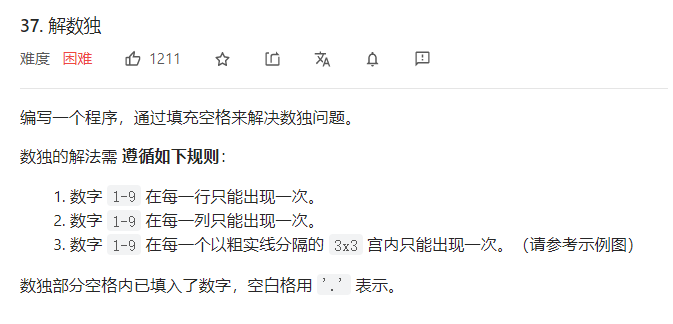 37. 解数独
难度 困难 1211
编写一个程序，通过填充空格来解决数独问题。
数独的解法需 遵循如下规则：
1. 数字 1-9 在每一行只能出现一次。
2. 数字 1-9 在每一列只能出现一次。
3. 数字 1-9 在每一个以粗实线分隔的 3x3 宫内只能出现一次。（请参考示例图）
数独部分空格内已填入了数字，空白格用 '.' 表示。